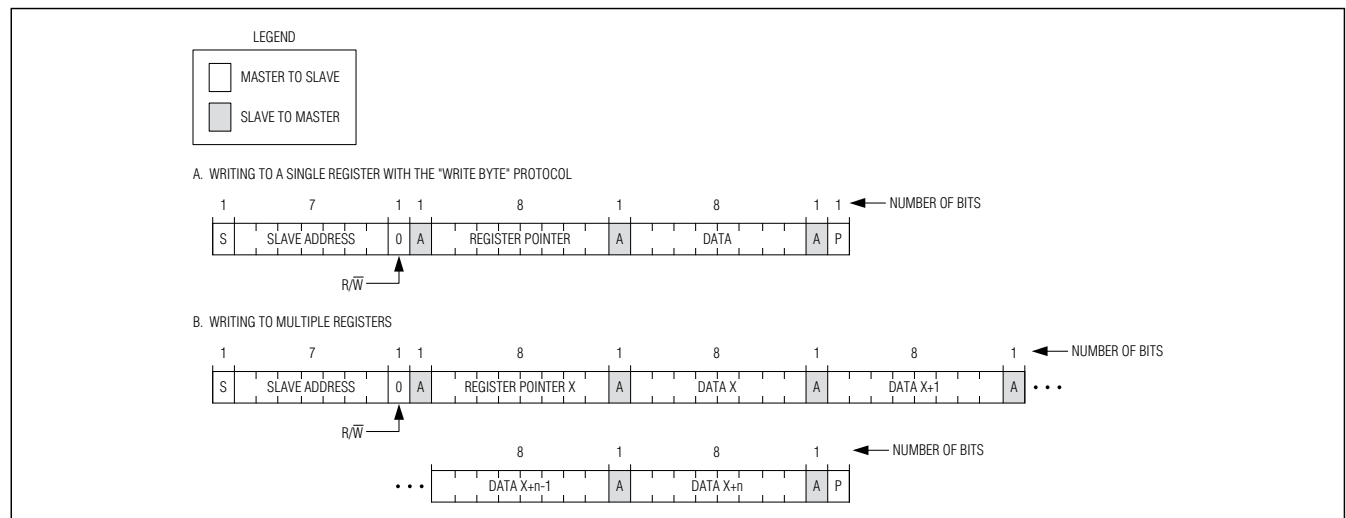 LEGEND
MASTER TO SLAVE
SLAVE TO MASTER
A. WRITING TO A SINGLE REGISTER WITH THE "WRITE BYTE" PROTOCOL
1 7 1 1 8 1 8 1 1 NUMBER OF BITS
S SLAVE ADDRESS 0 A REGISTER POINTER A DATA A P
R/W̅
B. WRITING TO MULTIPLE REGISTERS
1 7 1 1 8 1 8 1 8 1 NUMBER OF BITS
S SLAVE ADDRESS 0 A REGISTER POINTER X A DATA X A DATA X+1 A •••
R/W̅
8 1 8 1 NUMBER OF BITS
••• DATA X+n-1 A DATA X+n A P